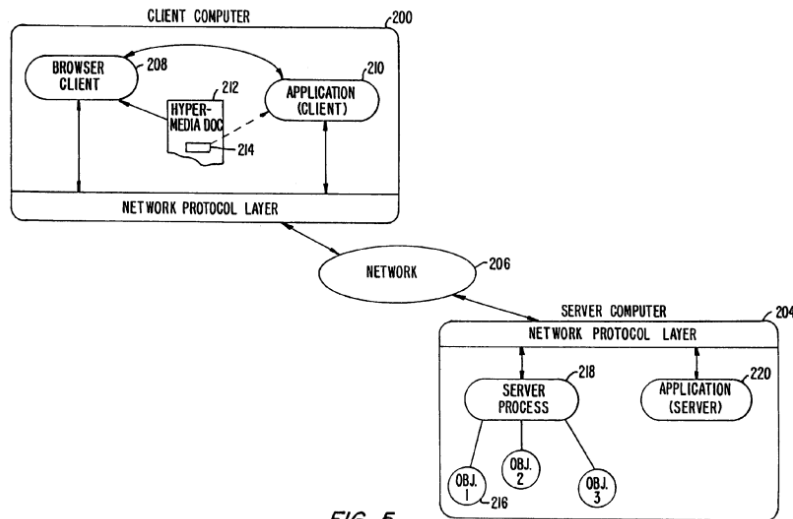 CLIENT COMPUTER
200
BROWSER
CLIENT
208
212
210
APPLICATION
(CLIENT)
HYPER-
MEDIA DOC
214
NETWORK PROTOCOL LAYER
NETWORK
206
SERVER COMPUTER
204
NETWORK PROTOCOL LAYER
218
SERVER
PROCESS
220
APPLICATION
(SERVER)
OBJ.
1
216
OBJ.
2
OBJ.
3
FIG. 5